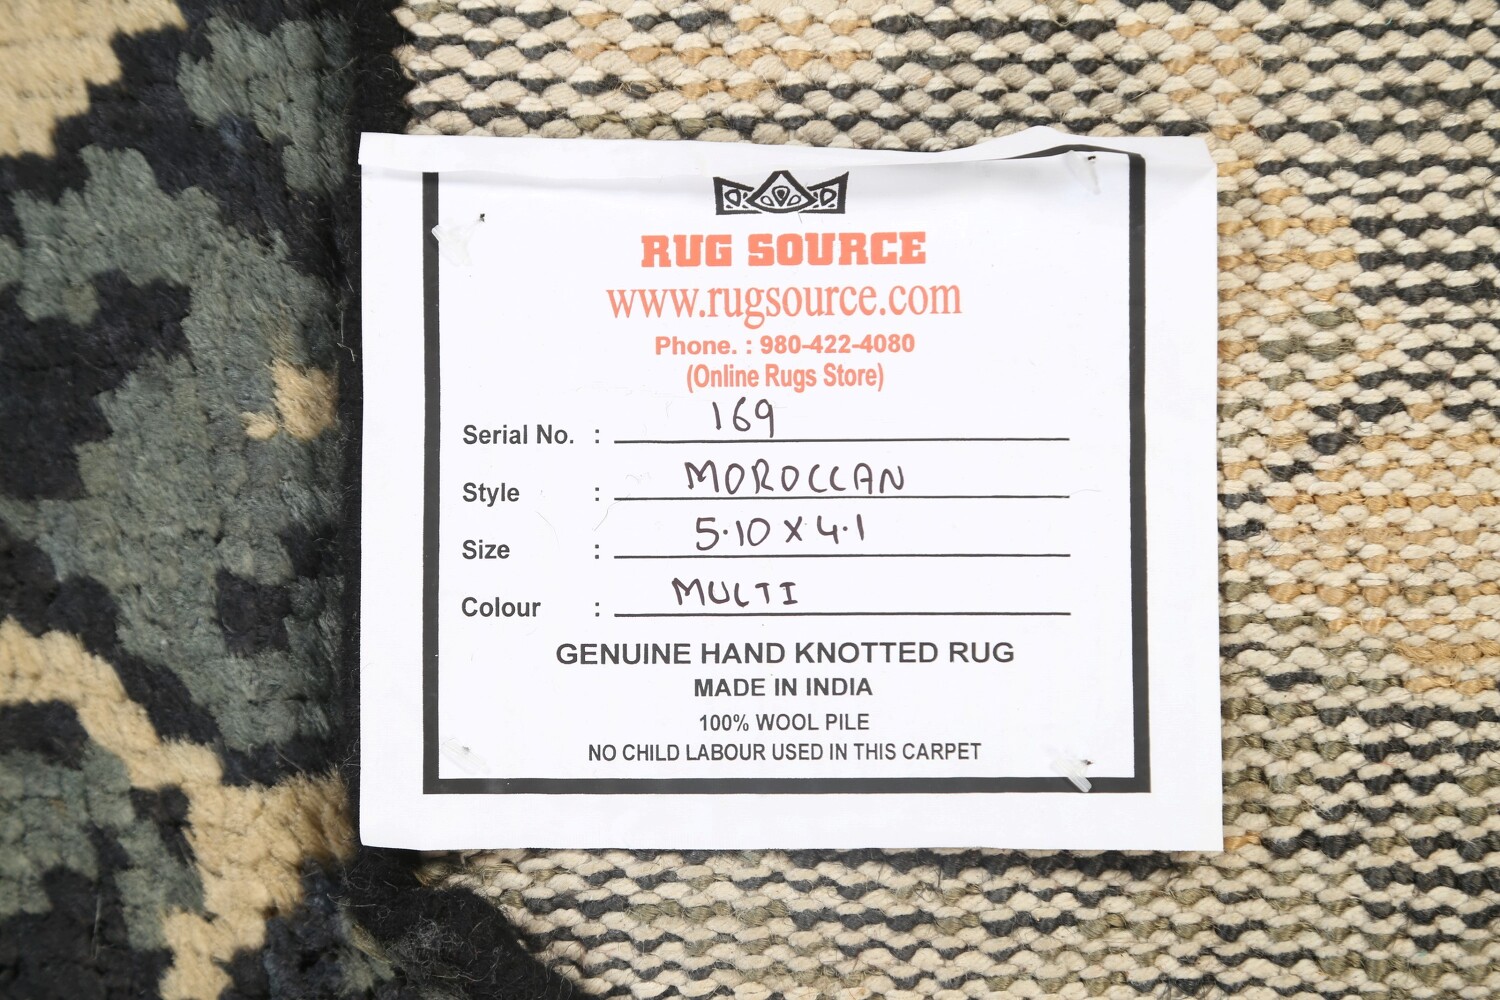 RUG SOURCE
www.rugsource.com
Phone. : 980-422-4080
(Online Rugs Store)
Serial No. : 169
Style : MOROCCAN
Size : 5.10 X 4.1
Colour : MULTI
GENUINE HAND KNOTTED RUG
MADE IN INDIA
100% WOOL PILE
NO CHILD LABOUR USED IN THIS CARPET